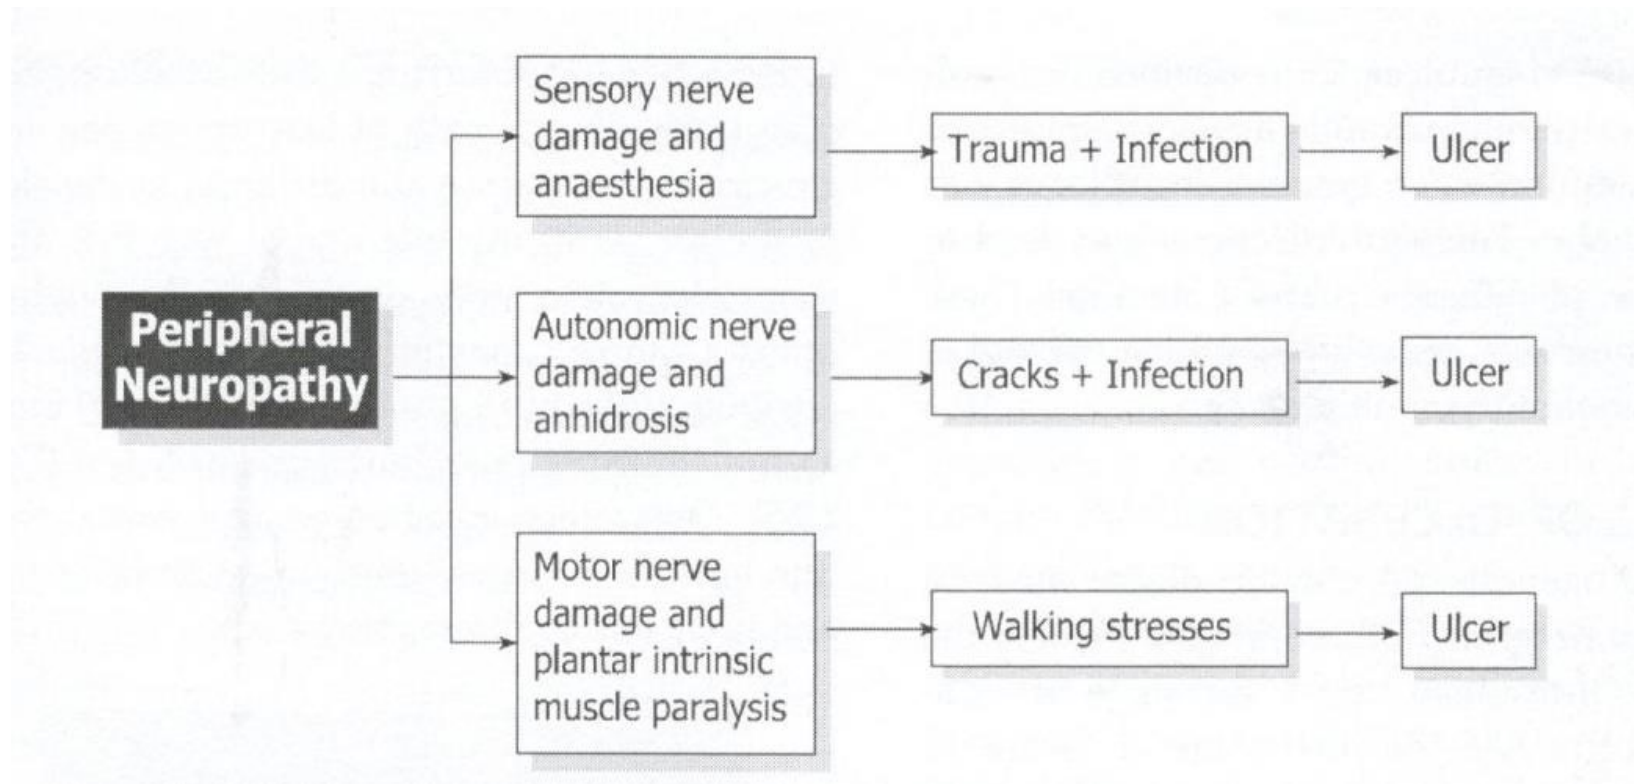 Peripheral
Neuropathy
Sensory nerve
damage and
anaesthesia
Trauma + Infection
Ulcer
Autonomic nerve
damage and
anhidrosis
Cracks + Infection
Ulcer
Motor nerve
damage and
plantar intrinsic
muscle paralysis
Walking stresses
Ulcer